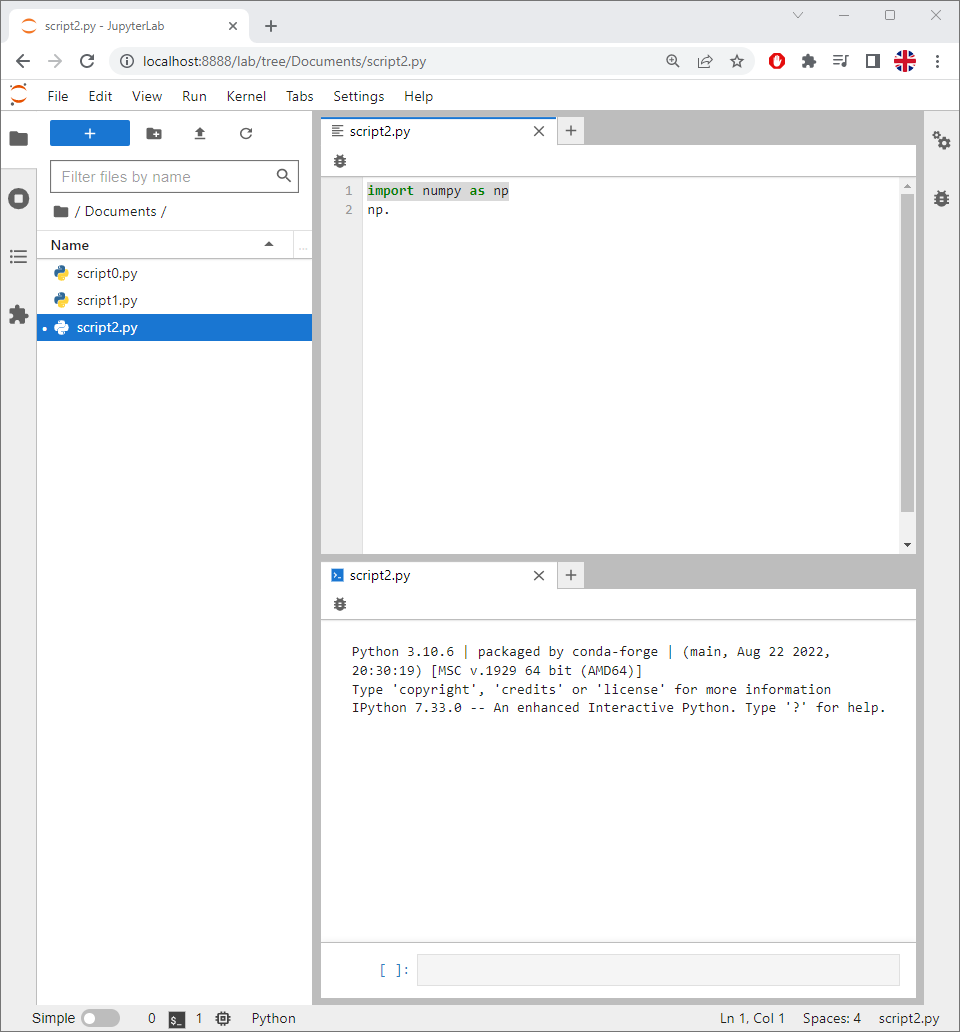 script2.py - JupyterLab
localhost:8888/lab/tree/Documents/script2.py
File Edit View Run Kernel Tabs Settings Help
Filter files by name
/ Documents /
Name
...
script0.py
script1.py
script2.py
script2.py
1 import numpy as np
2 np.
script2.py
Python 3.10.6 | packaged by conda-forge | (main, Aug 22 2022,
20:30:19) [MSC v.1929 64 bit (AMD64)]
Type 'copyright', 'credits' or 'license' for more information
IPython 7.33.0 -- An enhanced Interactive Python. Type '?' for help.
[ ]:
Simple 0 $_ 1 Python Ln 1, Col 1 Spaces: 4 script2.py